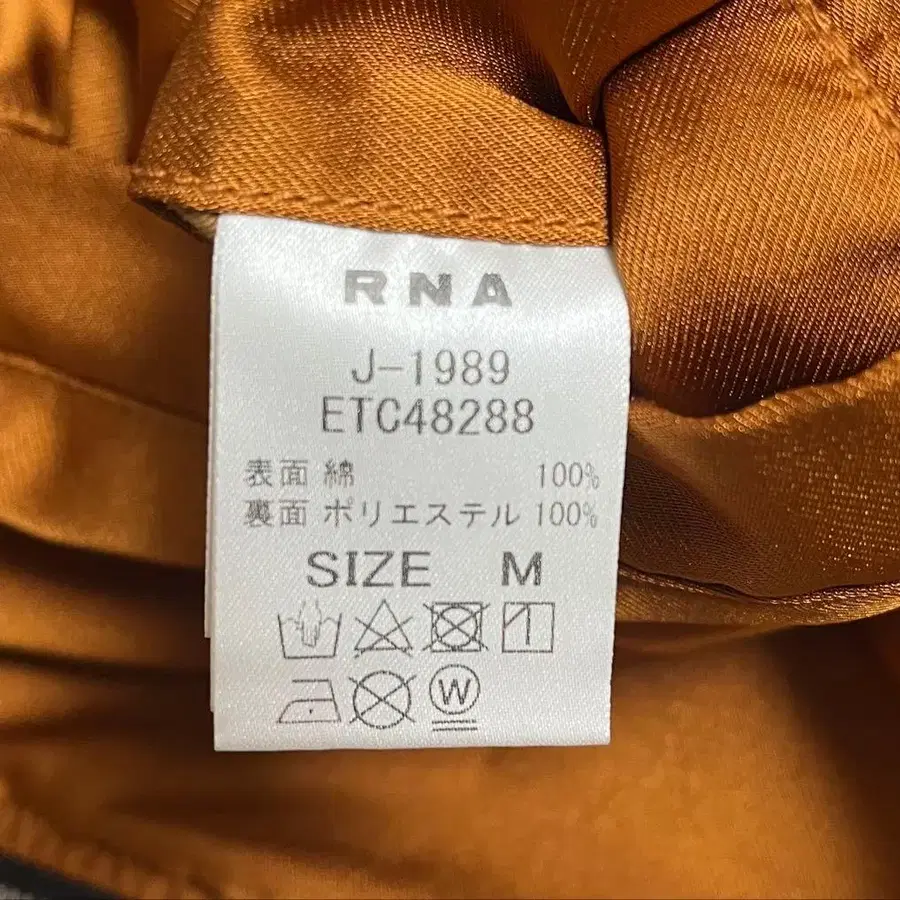 RNA
J-1989
ETC48288
表面 綿 100%
裏面 ポリエステル 100%
SIZE M
W